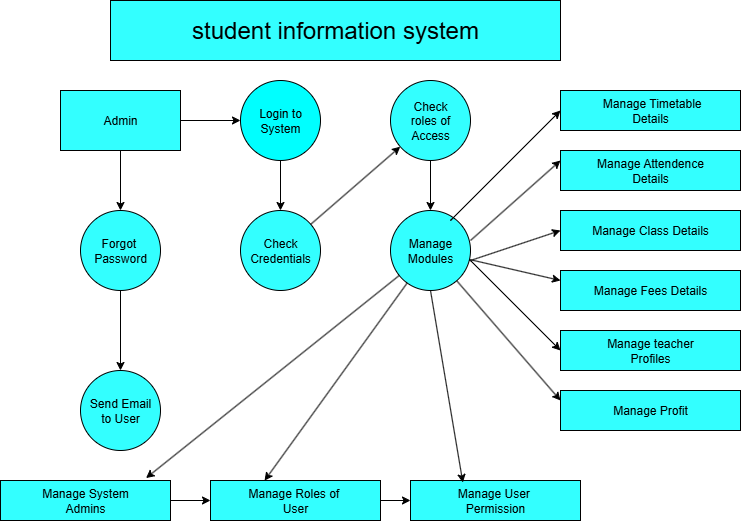 student information system
Admin
Login to
System
Check
roles of
Access
Manage Timetable
Details
Manage Attendence
Details
Forgot
Password
Check
Credentials
Manage
Modules
Manage Class Details
Manage Fees Details
Manage teacher
Profiles
Send Email
to User
Manage Profit
Manage System
Admins
Manage Roles of
User
Manage User
Permission